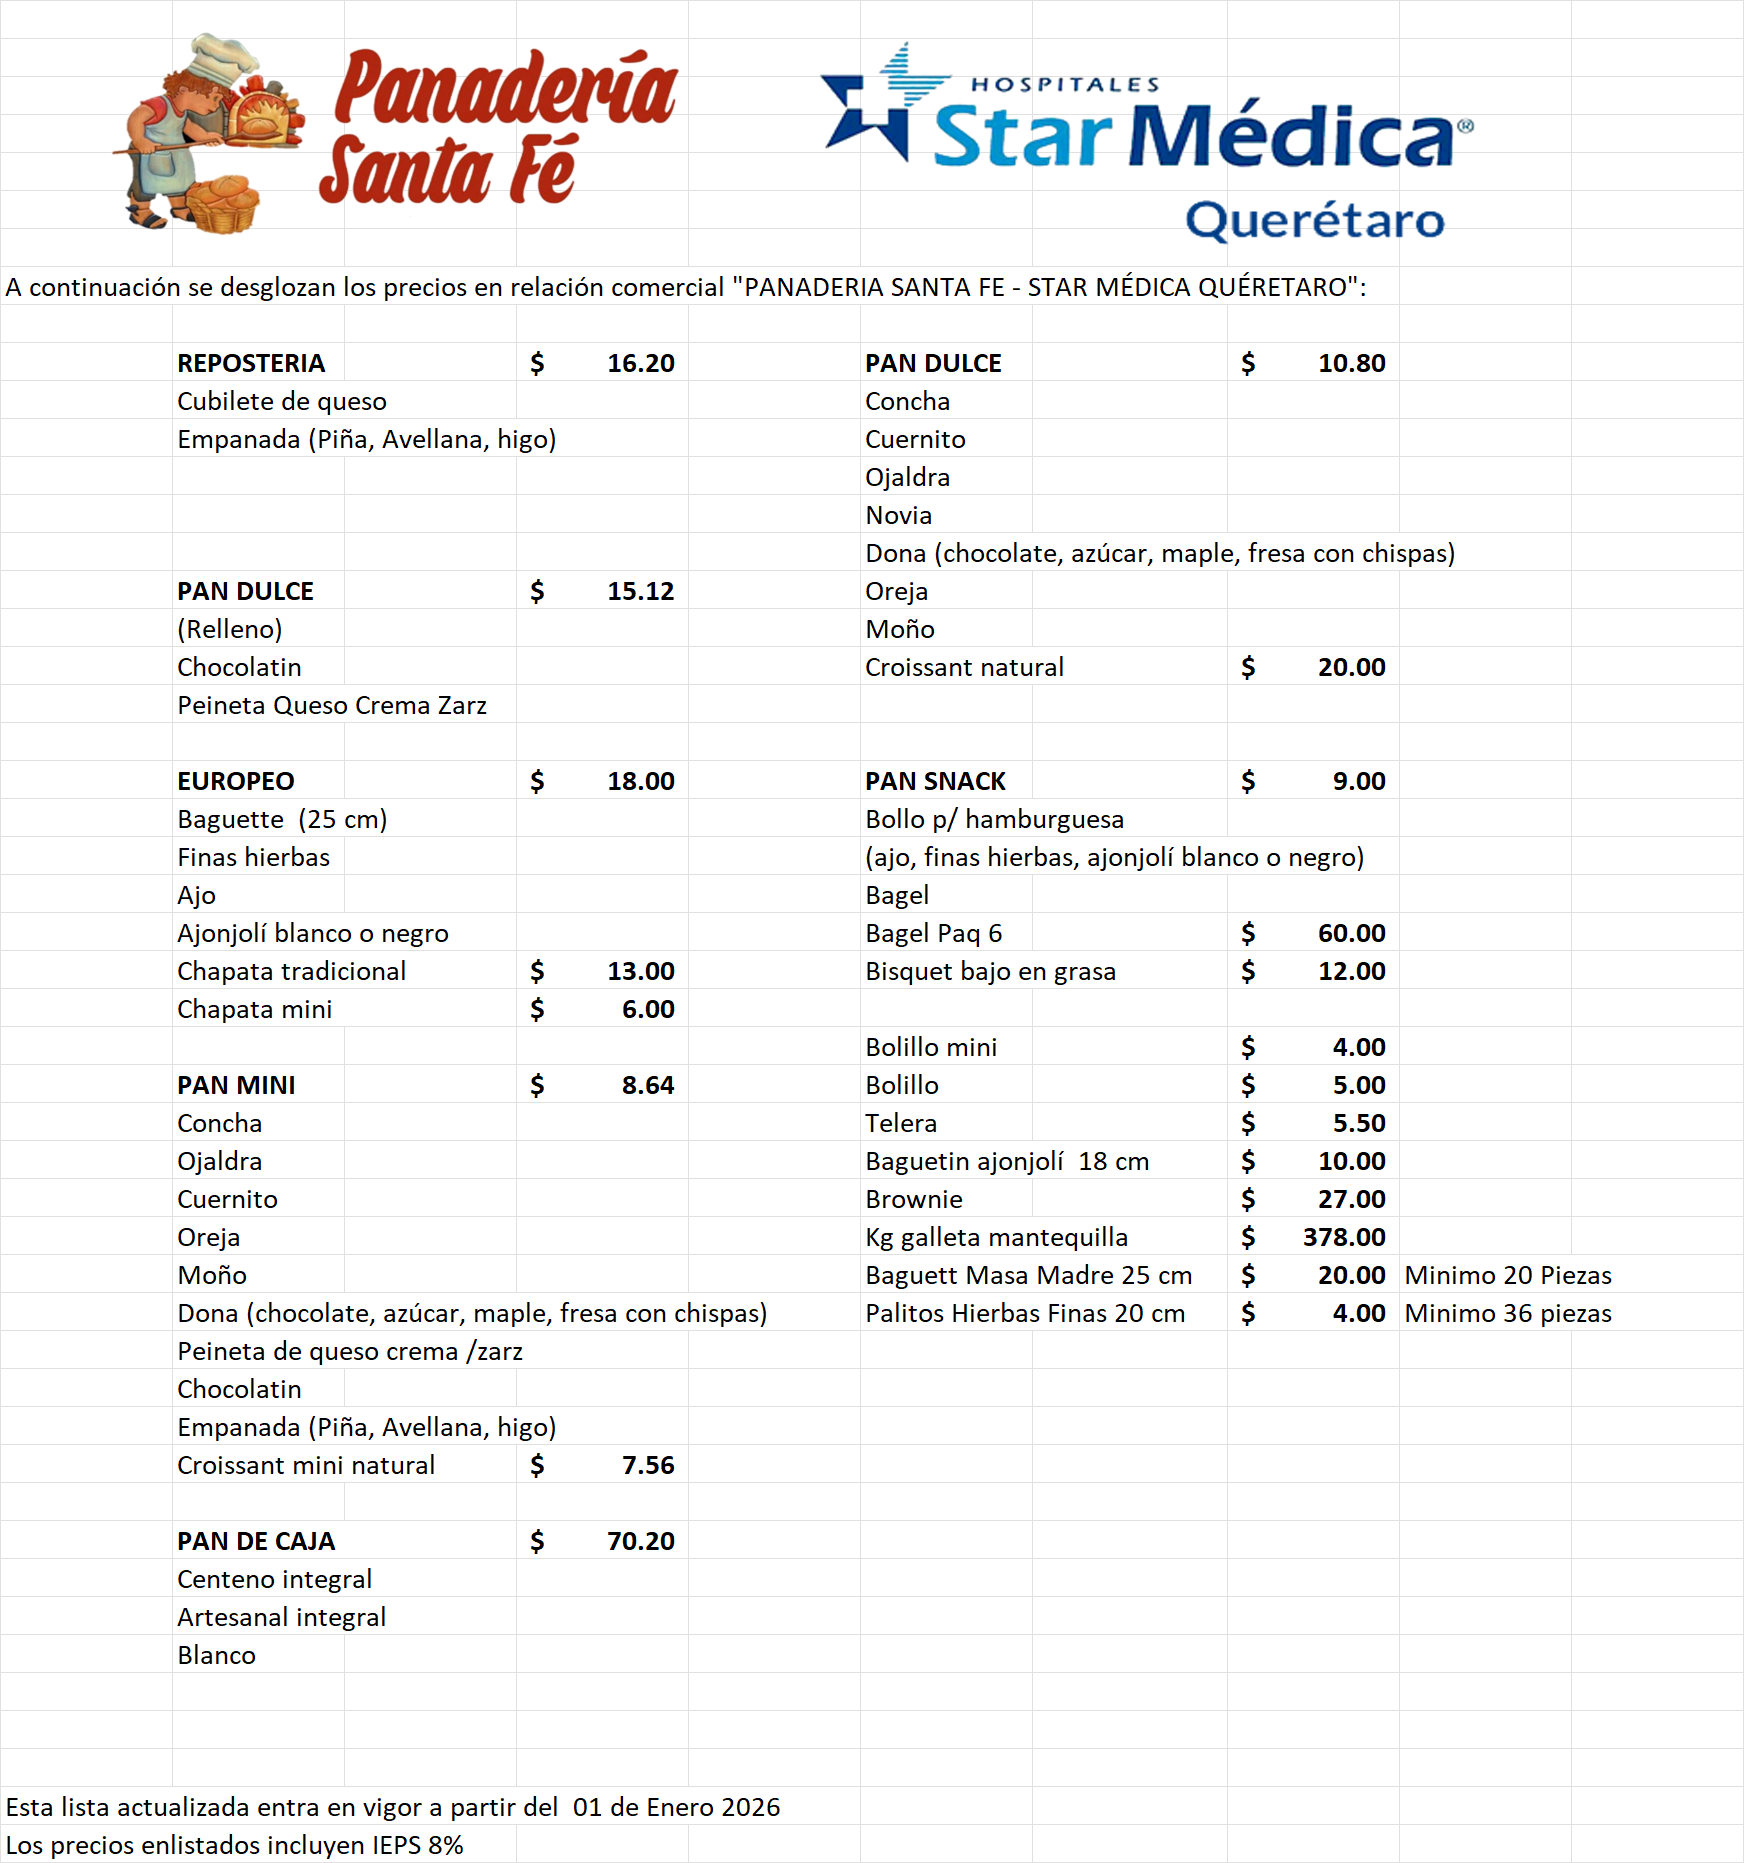 Panadería
Santa Fé
HOSPITALES
Star Médica®
Querétaro
A continuación se desglozan los precios en relación comercial "PANADERIA SANTA FE - STAR MÉDICA QUÉRETARO":
REPOSTERIA $ 16.20
Cubilete de queso
Empanada (Piña, Avellana, higo)
PAN DULCE $ 15.12
(Relleno)
Chocolatin
Peineta Queso Crema Zarz
EUROPEO $ 18.00
Baguette  (25 cm)
Finas hierbas
Ajo
Ajonjolí blanco o negro
Chapata tradicional $ 13.00
Chapata mini $ 6.00
PAN MINI $ 8.64
Concha
Ojaldra
Cuernito
Oreja
Moño
Dona (chocolate, azúcar, maple, fresa con chispas)
Peineta de queso crema /zarz
Chocolatin
Empanada (Piña, Avellana, higo)
Croissant mini natural $ 7.56
PAN DE CAJA $ 70.20
Centeno integral
Artesanal integral
Blanco
PAN DULCE $ 10.80
Concha
Cuernito
Ojaldra
Novia
Dona (chocolate, azúcar, maple, fresa con chispas)
Oreja
Moño
Croissant natural $ 20.00
PAN SNACK $ 9.00
Bollo p/ hamburguesa
(ajo, finas hierbas, ajonjolí blanco o negro)
Bagel
Bagel Paq 6 $ 60.00
Bisquet bajo en grasa $ 12.00
Bolillo mini $ 4.00
Bolillo $ 5.00
Telera $ 5.50
Baguetin ajonjolí  18 cm $ 10.00
Brownie $ 27.00
Kg galleta mantequilla $ 378.00
Baguett Masa Madre 25 cm $ 20.00 Minimo 20 Piezas
Palitos Hierbas Finas 20 cm $ 4.00 Minimo 36 piezas
Esta lista actualizada entra en vigor a partir del  01 de Enero 2026
Los precios enlistados incluyen IEPS 8%